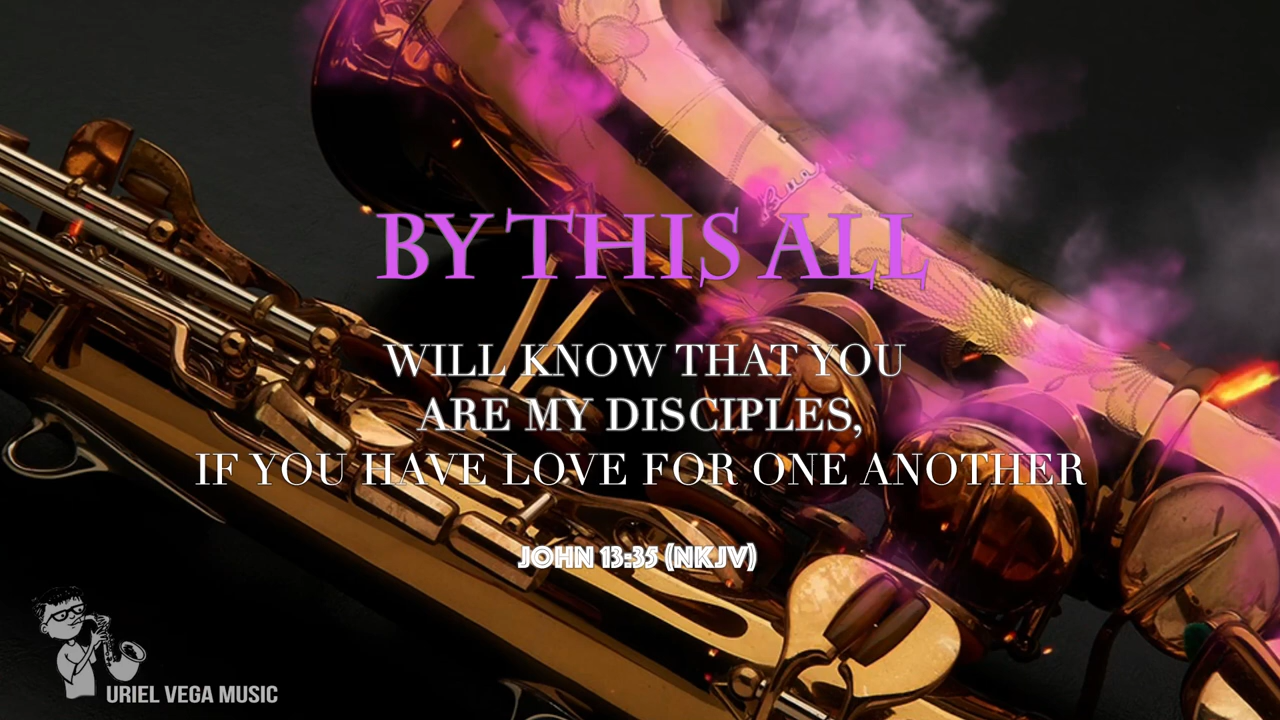 BY THIS ALL
WILL KNOW THAT YOU
ARE MY DISCIPLES,
IF YOU HAVE LOVE FOR ONE ANOTHER
JOHN 13:35 (NKJV)
URIEL VEGA MUSIC